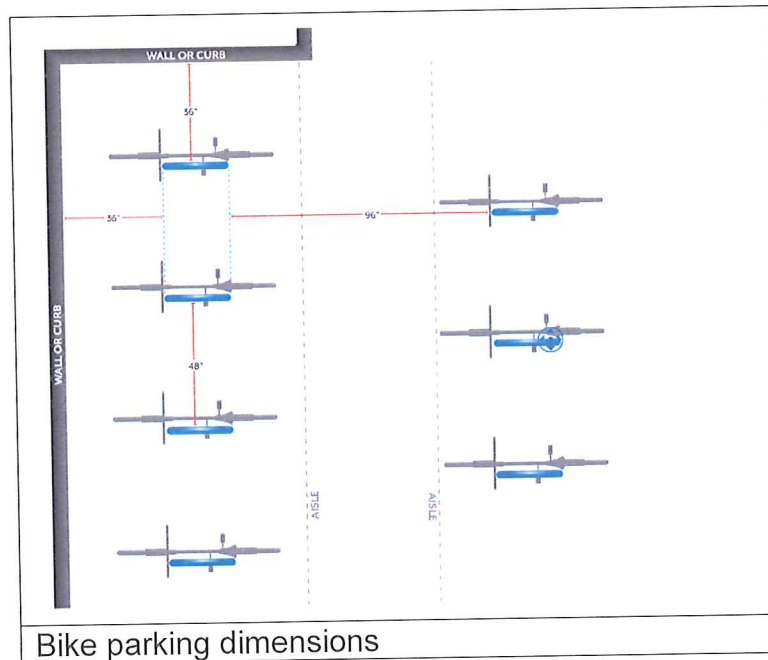 WALL OR CURB
36"
36"
96"
WALL OR CURB
48"
AISLE
AISLE
Bike parking dimensions